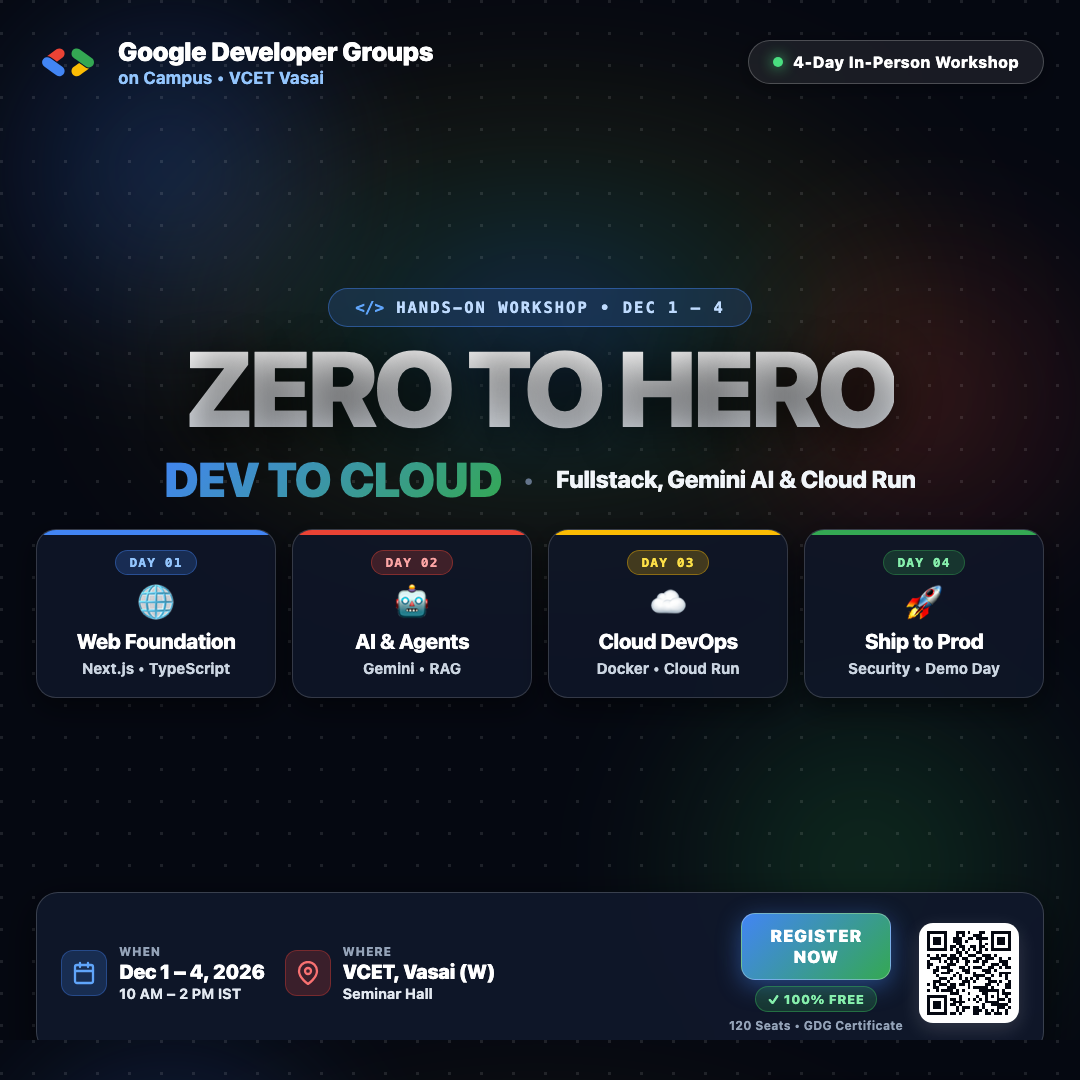 Google Developer Groups
on Campus • VCET Vasai
4-Day In-Person Workshop
</> HANDS–ON WORKSHOP • DEC 1 – 4
ZERO TO HERO
DEV TO CLOUD • Fullstack, Gemini AI & Cloud Run
DAY 01
Web Foundation
Next.js • TypeScript
DAY 02
AI & Agents
Gemini • RAG
DAY 03
Cloud DevOps
Docker • Cloud Run
DAY 04
Ship to Prod
Security • Demo Day
WHEN
Dec 1 – 4, 2026
10 AM – 2 PM IST
WHERE
VCET, Vasai (W)
Seminar Hall
REGISTER
NOW
✓ 100% FREE
120 Seats • GDG Certificate